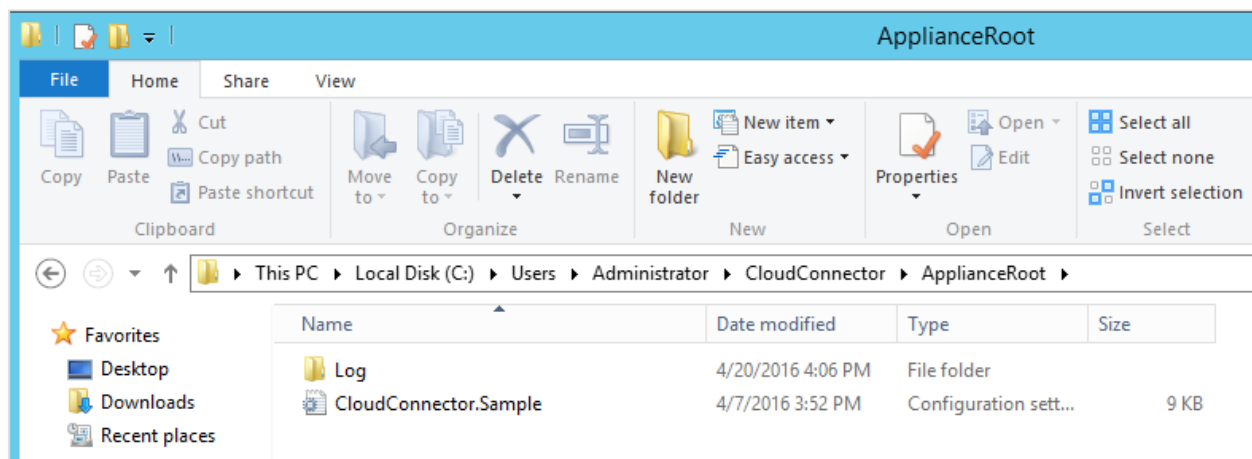 ApplianceRoot
File Home Share View
Copy
Paste
Cut
Copy path
Paste shortcut
Clipboard
Move to
Copy to
Delete
Rename
Organize
New folder
New item
Easy access
New
Properties
Open
Edit
Open
Select all
Select none
Invert selection
Select
This PC Local Disk (C:) Users Administrator CloudConnector ApplianceRoot
Favorites
Desktop
Downloads
Recent places
Name Date modified Type Size
Log 4/20/2016 4:06 PM File folder
CloudConnector.Sample 4/7/2016 3:52 PM Configuration sett... 9 KB